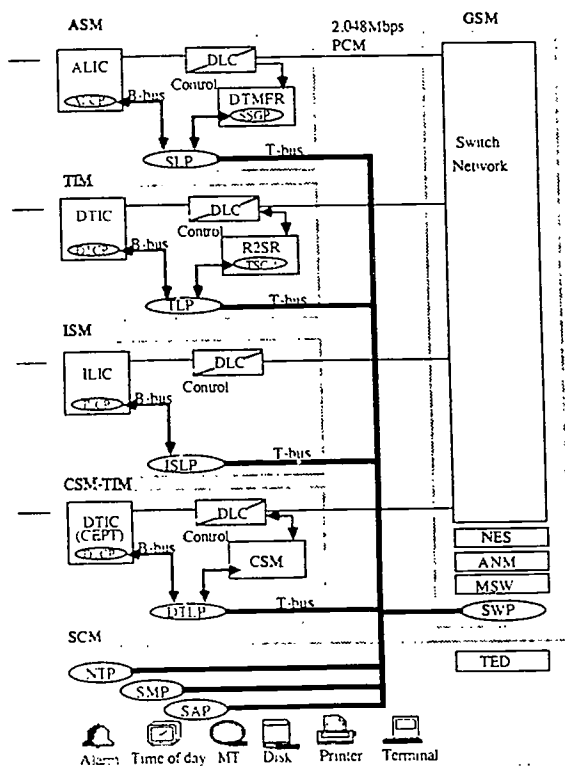 ASM
2.048Mbps
PCM
GSM
ALIC
B-bus
DLC
Control
DTMFR
SSGP
SLP
T-bus
Switch
Network
TIM
DTIC
B-bus
DLC
Control
R2SR
TLP
T-bus
ISM
ILIC
B-bus
DLC
Control
ISLP
T-bus
CSM-TIM
DTIC
(CEPT)
B-bus
DLC
Control
CSM
DTLP
T-bus
NES
ANM
MSW
SWP
TED
SCM
NTP
SMP
SAP
Alarm
Time of day
MT
Disk
Printer
Terminal